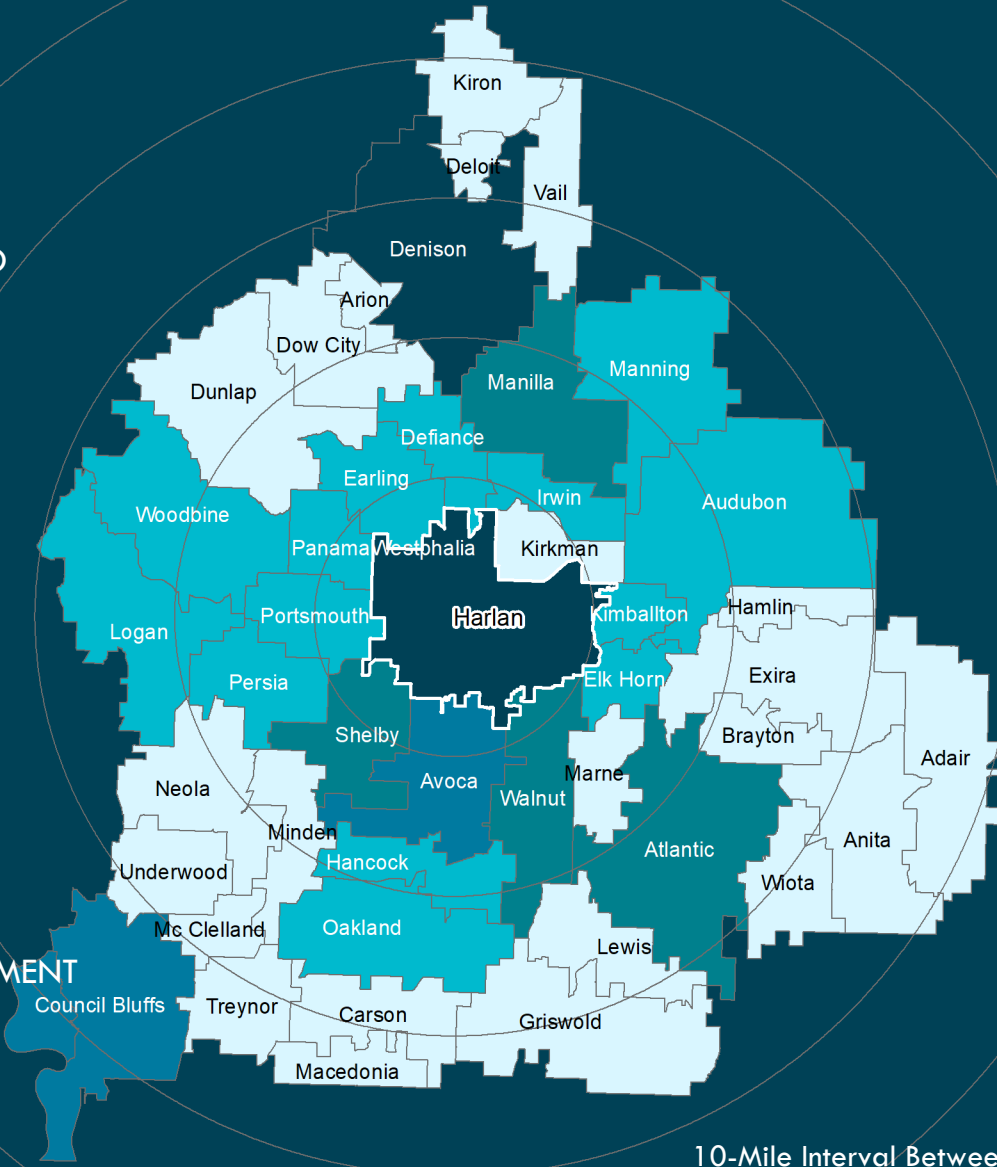 Kiron
Deloit
Vail
Denison
Arion
Dow City
Manning
Manilla
Dunlap
Defiance
Earling
Irwin
Audubon
Woodbine
Panama
Westphalia
Kirkman
Hamlin
Kimballton
Portsmouth
Harlan
Logan
Exira
Elk Horn
Persia
Shelby
Brayton
Adair
Marne
Avoca
Neola
Walnut
Minden
Anita
Atlantic
Hancock
Underwood
Wiota
Oakland
Mc Clelland
Lewis
MENT
Council Bluffs
Treynor
Carson
Griswold
Macedonia
10-Mile Interval Betwee